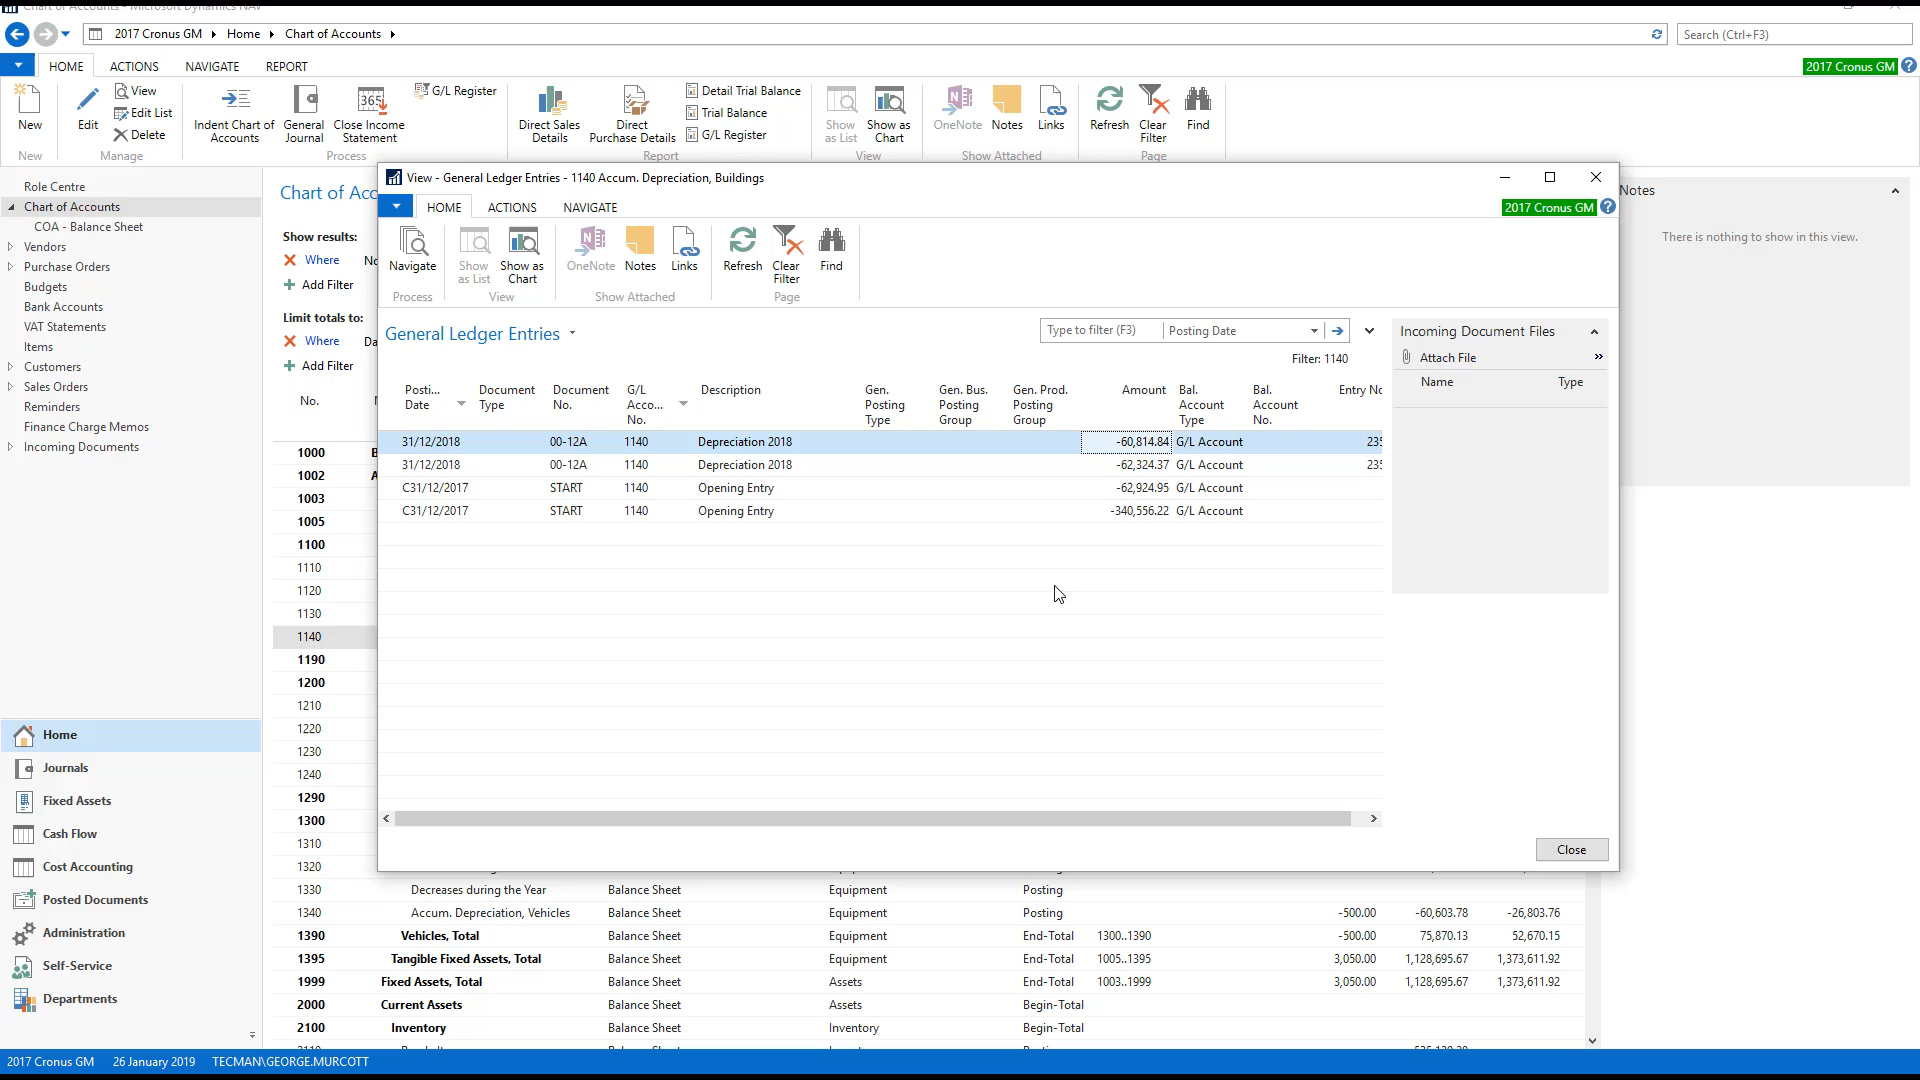 Chart of Accounts - Microsoft Dynamics NAV
2017 Cronus GM
Home
Chart of Accounts
Search (Ctrl+F3)
HOME
ACTIONS
NAVIGATE
REPORT
2017 Cronus GM
New
Edit
View
Edit List
Delete
Indent Chart of Accounts
General Journal
Close Income Statement
G/L Register
Direct Sales Details
Direct Purchase Details
Detail Trial Balance
Trial Balance
G/L Register
Show as List
Show as Chart
OneNote
Notes
Links
Refresh
Clear Filter
Find
New
Manage
Process
Report
View
Show Attached
Page
Role Centre
Chart of Accounts
COA - Balance Sheet
Vendors
Purchase Orders
Budgets
Bank Accounts
VAT Statements
Items
Customers
Sales Orders
Reminders
Finance Charge Memos
Incoming Documents
Home
Journals
Fixed Assets
Cash Flow
Cost Accounting
Posted Documents
Administration
Self-Service
Departments
Chart of Acc
Show results:
Where
Add Filter
Limit totals to:
Where
Add Filter
No.
1000
1002
1003
1005
1100
1110
1120
1130
1140
1190
1200
1210
1220
1230
1240
1290
1300
1310
1320
View - General Ledger Entries - 1140 Accum. Depreciation, Buildings
HOME
ACTIONS
NAVIGATE
2017 Cronus GM
Navigate
Show as List
Show as Chart
OneNote
Notes
Links
Refresh
Clear Filter
Find
Process
View
Show Attached
Page
General Ledger Entries
Type to filter (F3)
Posting Date
Filter: 1140
Posti... Date
Document Type
Document No.
G/L Acco... No.
Description
Gen. Posting Type
Gen. Bus. Posting Group
Gen. Prod. Posting Group
Amount
Bal. Account Type
Bal. Account No.
Entry No
31/12/2018 00-12A 1140 Depreciation 2018 -60,814.84 G/L Account 235
31/12/2018 00-12A 1140 Depreciation 2018 -62,324.37 G/L Account 235
C31/12/2017 START 1140 Opening Entry -62,924.95 G/L Account
C31/12/2017 START 1140 Opening Entry -340,556.22 G/L Account
Incoming Document Files
Attach File
Name
Type
Close
Notes
There is nothing to show in this view.
1330 Decreases during the Year Balance Sheet Equipment Posting
1340 Accum. Depreciation, Vehicles Balance Sheet Equipment Posting -500.00 -60,603.78 -26,803.76
1390 Vehicles, Total Balance Sheet Equipment End-Total 1300..1390 -500.00 75,870.13 52,670.15
1395 Tangible Fixed Assets, Total Balance Sheet Equipment End-Total 1005..1395 3,050.00 1,128,695.67 1,373,611.92
1999 Fixed Assets, Total Balance Sheet Assets End-Total 1003..1999 3,050.00 1,128,695.67 1,373,611.92
2000 Current Assets Balance Sheet Assets Begin-Total
2100 Inventory Balance Sheet Inventory Begin-Total
2017 Cronus GM
26 January 2019
TECMAN\GEORGE.MURCOTT